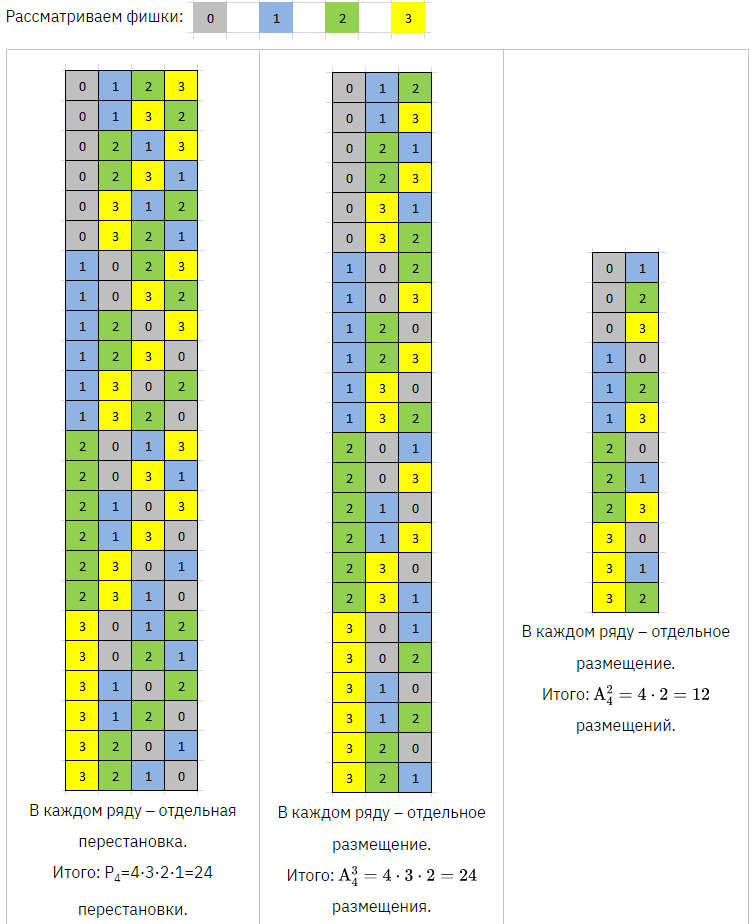 Рассматриваем фишки: 0 1 2 3
0 1 2 3
0 1 3 2
0 2 1 3
0 2 3 1
0 3 1 2
0 3 2 1
1 0 2 3
1 0 3 2
1 2 0 3
1 2 3 0
1 3 0 2
1 3 2 0
2 0 1 3
2 0 3 1
2 1 0 3
2 1 3 0
2 3 0 1
2 3 1 0
3 0 1 2
3 0 2 1
3 1 0 2
3 1 2 0
3 2 0 1
3 2 1 0
В каждом ряду – отдельная
перестановка.
Итого: P₄=4·3·2·1=24
перестановки.
0 1 2
0 1 3
0 2 1
0 2 3
0 3 1
0 3 2
1 0 2
1 0 3
1 2 0
1 2 3
1 3 0
1 3 2
2 0 1
2 0 3
2 1 0
2 1 3
2 3 0
2 3 1
3 0 1
3 0 2
3 1 0
3 1 2
3 2 0
3 2 1
В каждом ряду – отдельное
размещение.
Итого: A₄³ = 4 · 3 · 2 = 24
размещения.
0 1
0 2
0 3
1 0
1 2
1 3
2 0
2 1
2 3
3 0
3 1
3 2
В каждом ряду – отдельное
размещение.
Итого: A₄² = 4 · 2 = 12
размещений.